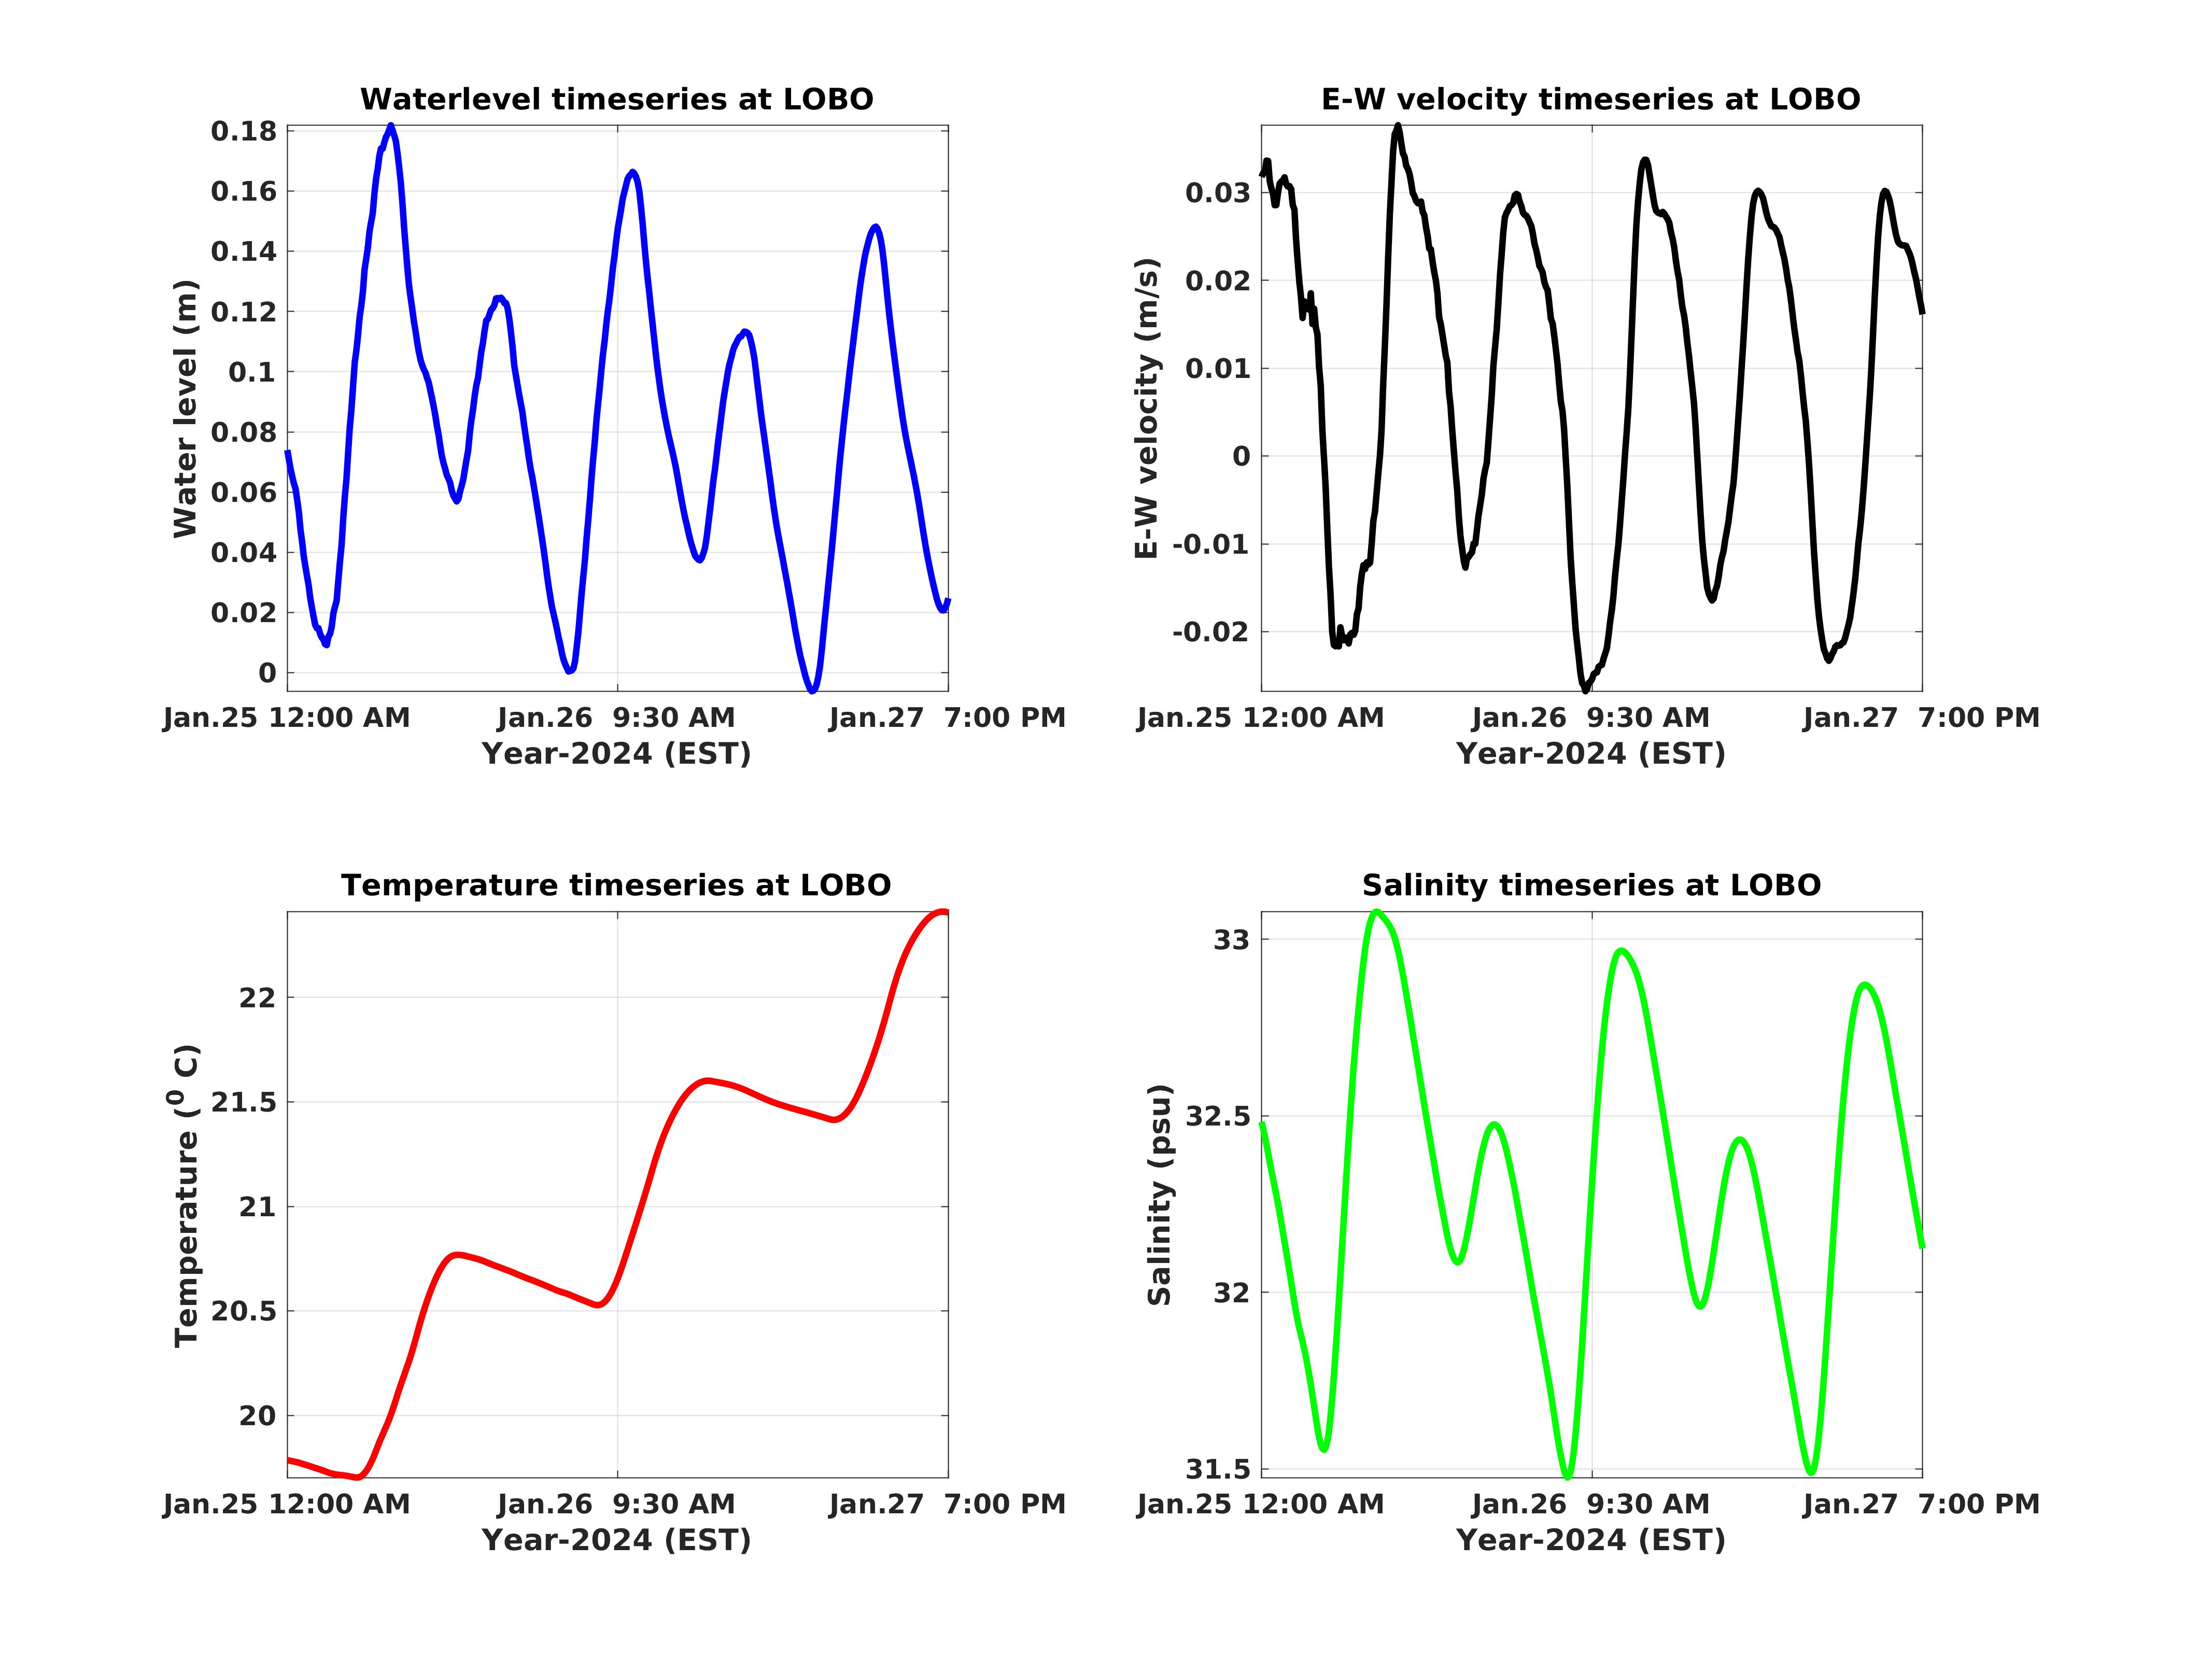 Waterlevel timeseries at LOBO
0.18
0.16
0.14
0.12
0.1
0.08
0.06
0.04
0.02
0
Water level (m)
Jan.25 12:00 AM Jan.26 9:30 AM Jan.27 7:00 PM
Year-2024 (EST)
E-W velocity timeseries at LOBO
0.03
0.02
0.01
0
-0.01
-0.02
E-W velocity (m/s)
Jan.25 12:00 AM Jan.26 9:30 AM Jan.27 7:00 PM
Year-2024 (EST)
Temperature timeseries at LOBO
22
21.5
21
20.5
20
Temperature (⁰ C)
Jan.25 12:00 AM Jan.26 9:30 AM Jan.27 7:00 PM
Year-2024 (EST)
Salinity timeseries at LOBO
33
32.5
32
31.5
Salinity (psu)
Jan.25 12:00 AM Jan.26 9:30 AM Jan.27 7:00 PM
Year-2024 (EST)